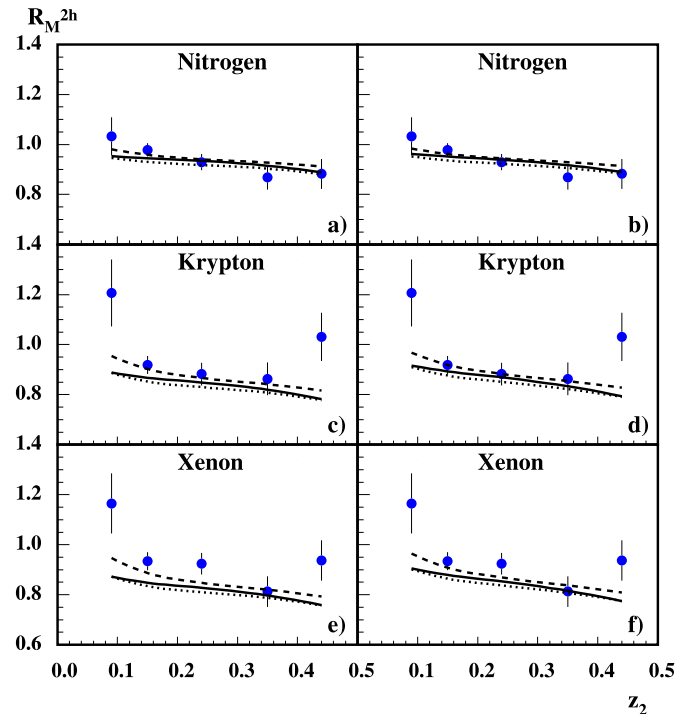 R_M^2h
1.4
Nitrogen Nitrogen
1.2
1.0
0.8
a) b)
1.4
Krypton Krypton
1.2
1.0
0.8
c) d)
1.4
Xenon Xenon
1.2
1.0
0.8
e) f)
0.6
0.0 0.1 0.2 0.3 0.4 0.5 0.1 0.2 0.3 0.4 0.5
z_2